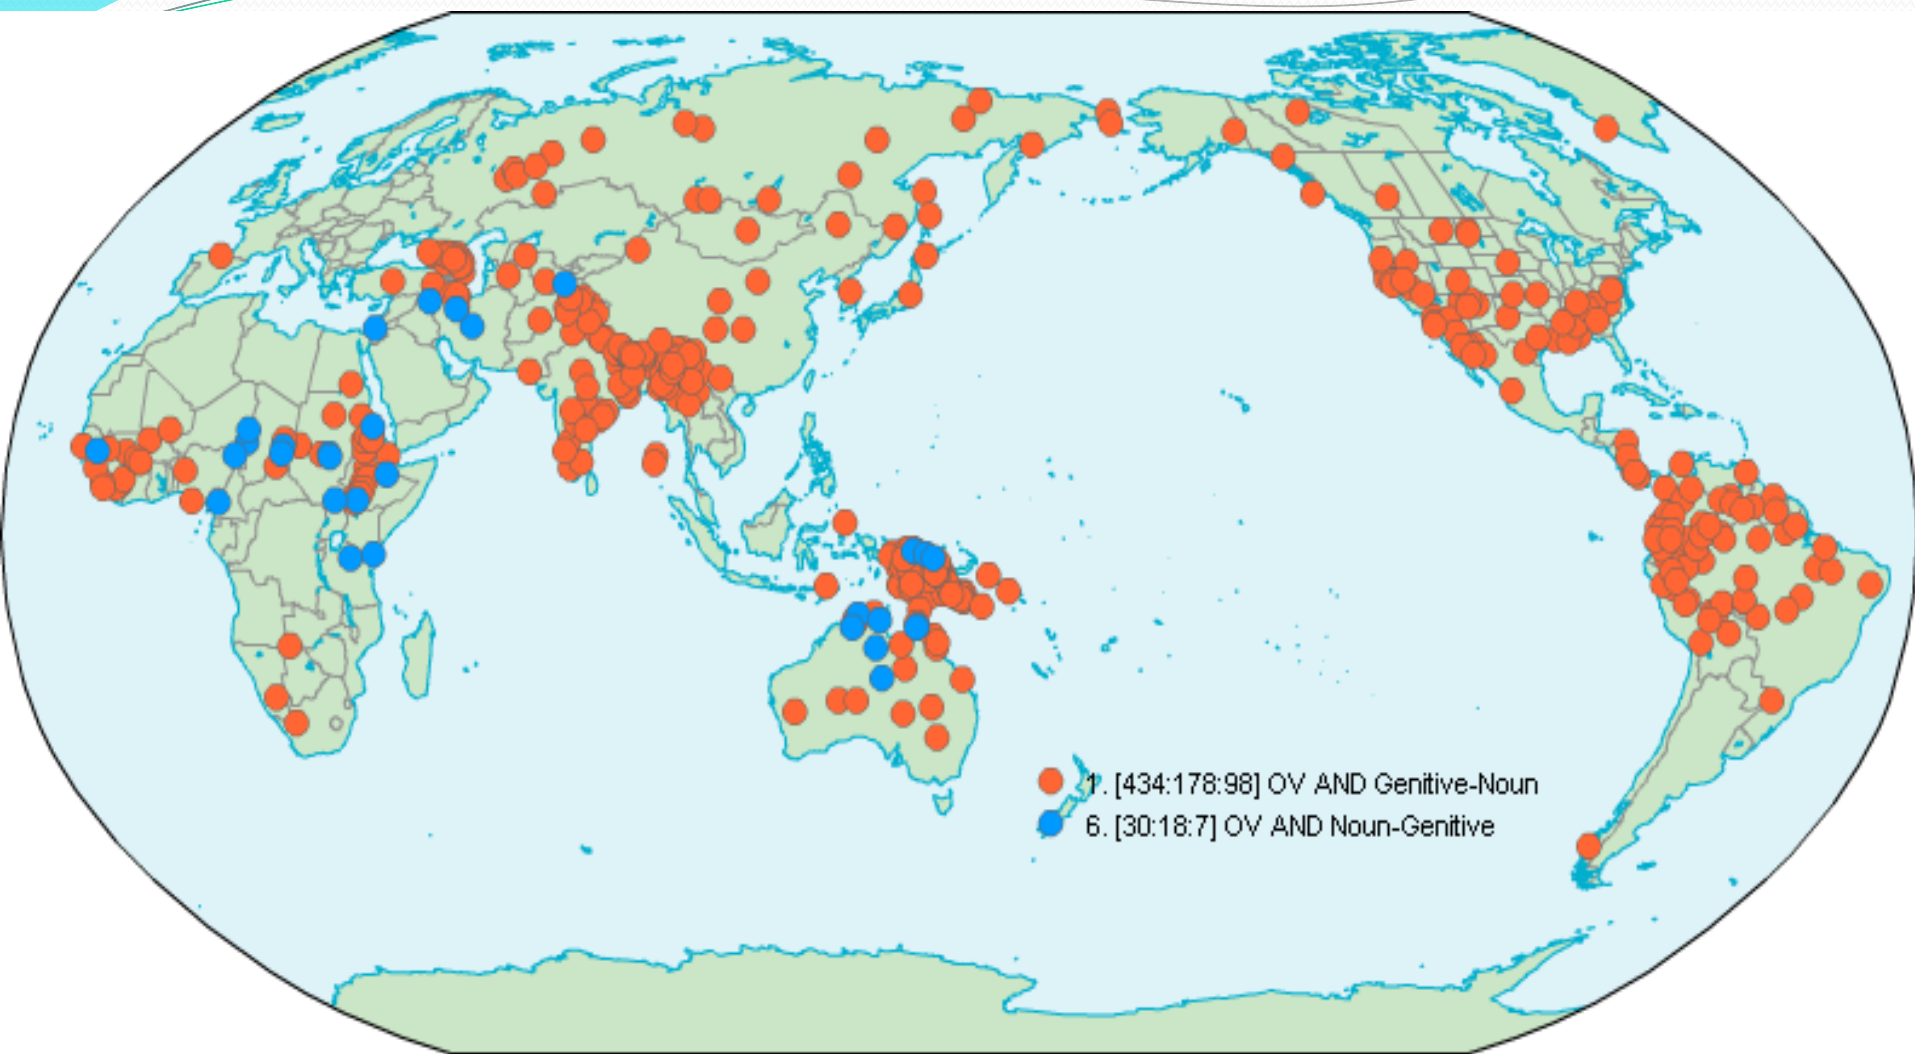 1. [434:178:98] OV AND Genitive-Noun
6. [30:18:7] OV AND Noun-Genitive